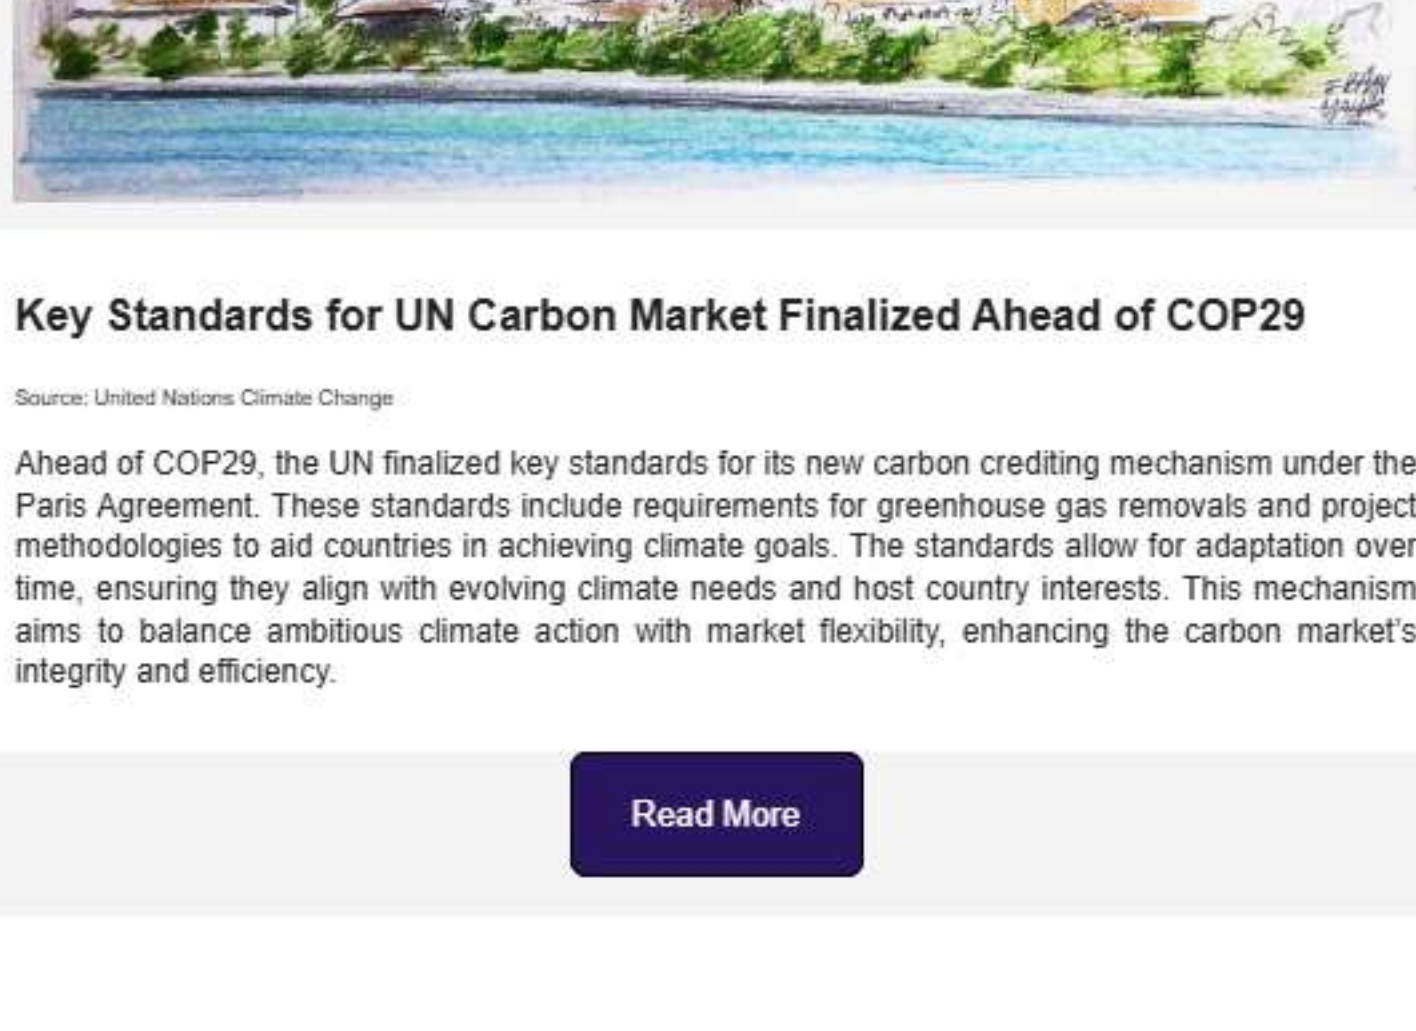 Key Standards for UN Carbon Market Finalized Ahead of COP29
Source: United Nations Climate Change
Ahead of COP29, the UN finalized key standards for its new carbon crediting mechanism under the
Paris Agreement. These standards include requirements for greenhouse gas removals and project
methodologies to aid countries in achieving climate goals. The standards allow for adaptation over
time, ensuring they align with evolving climate needs and host country interests. This mechanism
aims to balance ambitious climate action with market flexibility, enhancing the carbon market's
integrity and efficiency.
Read More